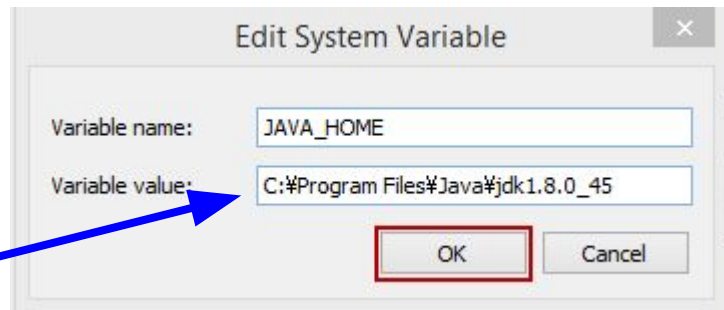 Edit System Variable
Variable name: JAVA_HOME
Variable value: C:¥Program Files¥Java¥jdk1.8.0_45
OK Cancel